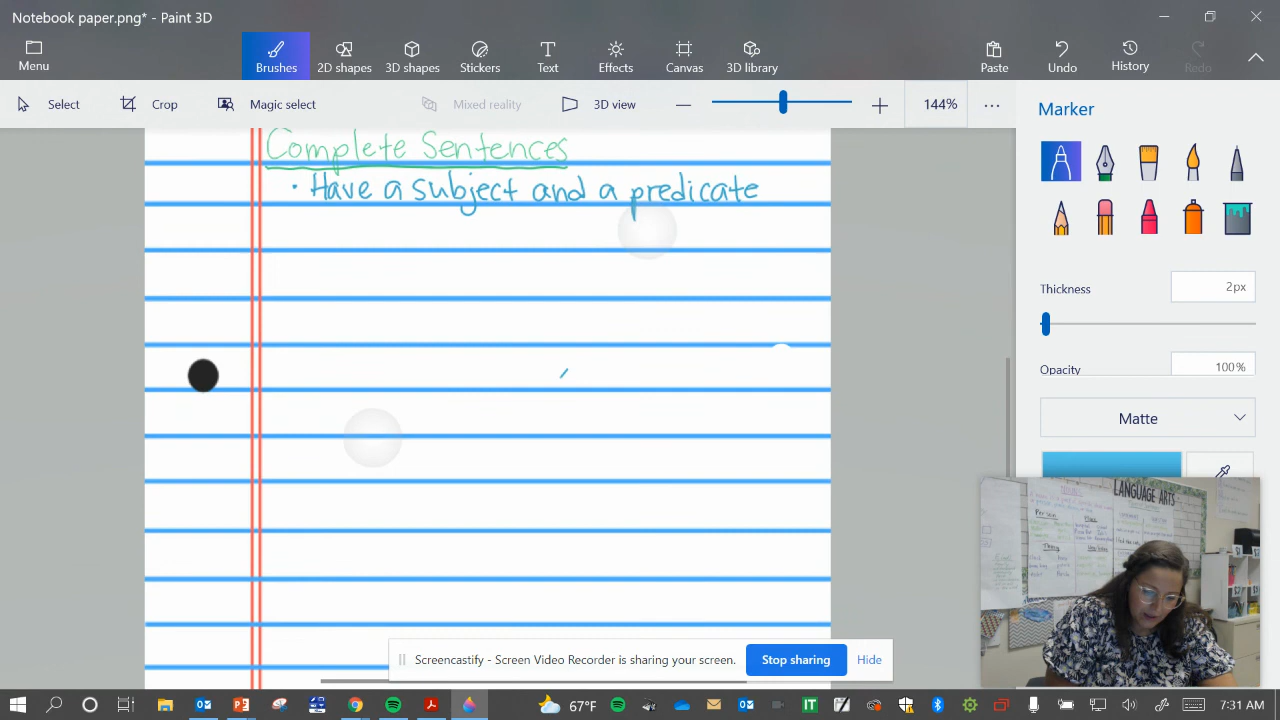 Notebook paper.png* - Paint 3D
Menu
Brushes
2D shapes
3D shapes
Stickers
Text
Effects
Canvas
3D library
Paste
Undo
History
Redo
Select
Crop
Magic select
Mixed reality
3D view
144%
Marker
Complete Sentences
· Have a subject and a predicate
Thickness
2px
Opacity
100%
Matte
LANGUAGE ARTS
Person
Place
Thing
Screencastify - Screen Video Recorder is sharing your screen.
Stop sharing
Hide
67°F
7:31 AM